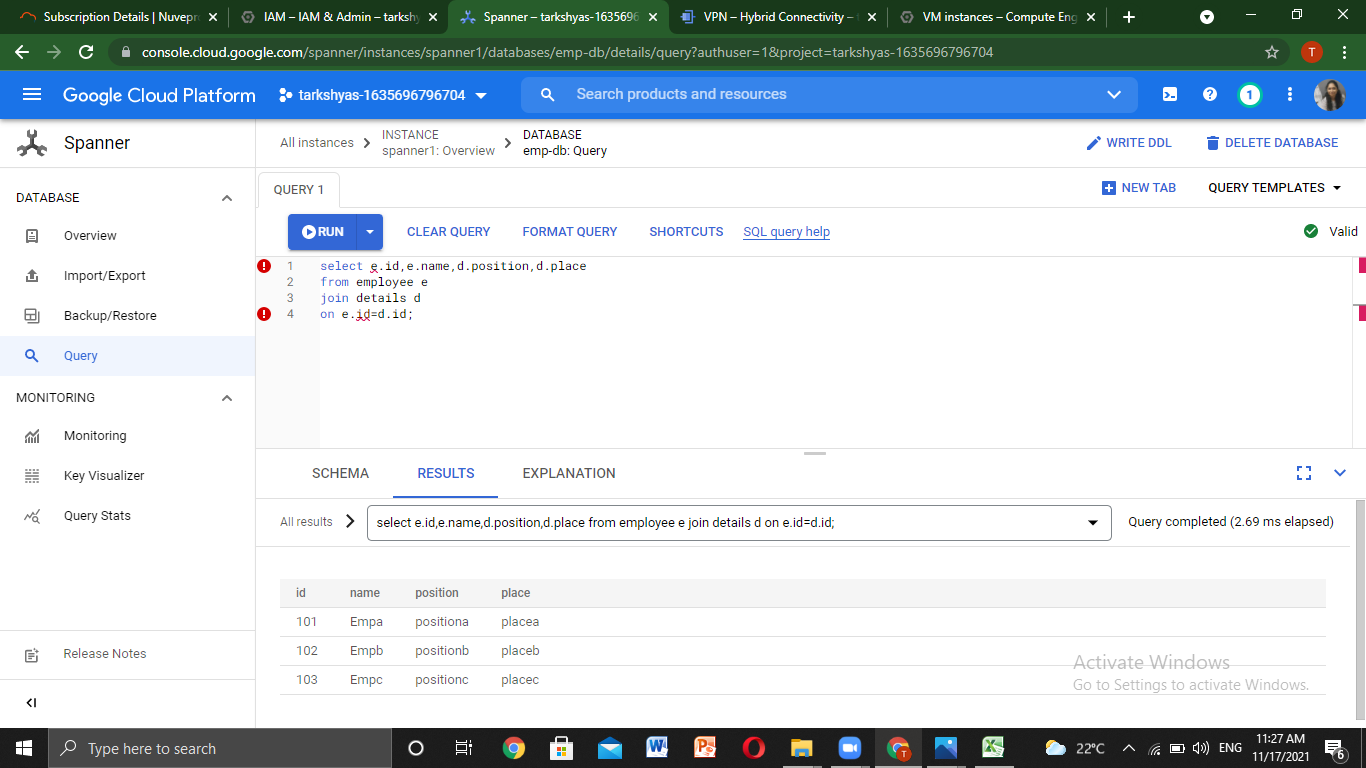 Subscription Details | Nuvepr
IAM – IAM & Admin – tarkshy
Spanner – tarkshyas-1635696
VPN – Hybrid Connectivity –
VM instances – Compute Eng
console.cloud.google.com/spanner/instances/spanner1/databases/emp-db/details/query?authuser=1&project=tarkshyas-1635696796704
T
Google Cloud Platform
tarkshyas-1635696796704
Search products and resources
1
Spanner
All instances
INSTANCE
spanner1: Overview
DATABASE
emp-db: Query
WRITE DDL
DELETE DATABASE
DATABASE
Overview
Import/Export
Backup/Restore
Query
MONITORING
Monitoring
Key Visualizer
Query Stats
Release Notes
QUERY 1
NEW TAB
QUERY TEMPLATES
RUN
CLEAR QUERY
FORMAT QUERY
SHORTCUTS
SQL query help
Valid
1 select e.id,e.name,d.position,d.place
2 from employee e
3 join details d
4 on e.id=d.id;
SCHEMA
RESULTS
EXPLANATION
All results
select e.id,e.name,d.position,d.place from employee e join details d on e.id=d.id;
Query completed (2.69 ms elapsed)
id name position place
101 Empa positiona placea
102 Empb positionb placeb
103 Empc positionc placec
Activate Windows
Go to Settings to activate Windows.
Type here to search
22°C
ENG
11:27 AM
11/17/2021
6